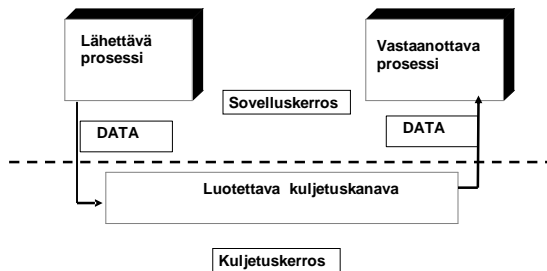 Lähettävä
prosessi
Vastaanottava
prosessi
Sovelluskerros
DATA
DATA
Luotettava kuljetuskanava
Kuljetuskerros